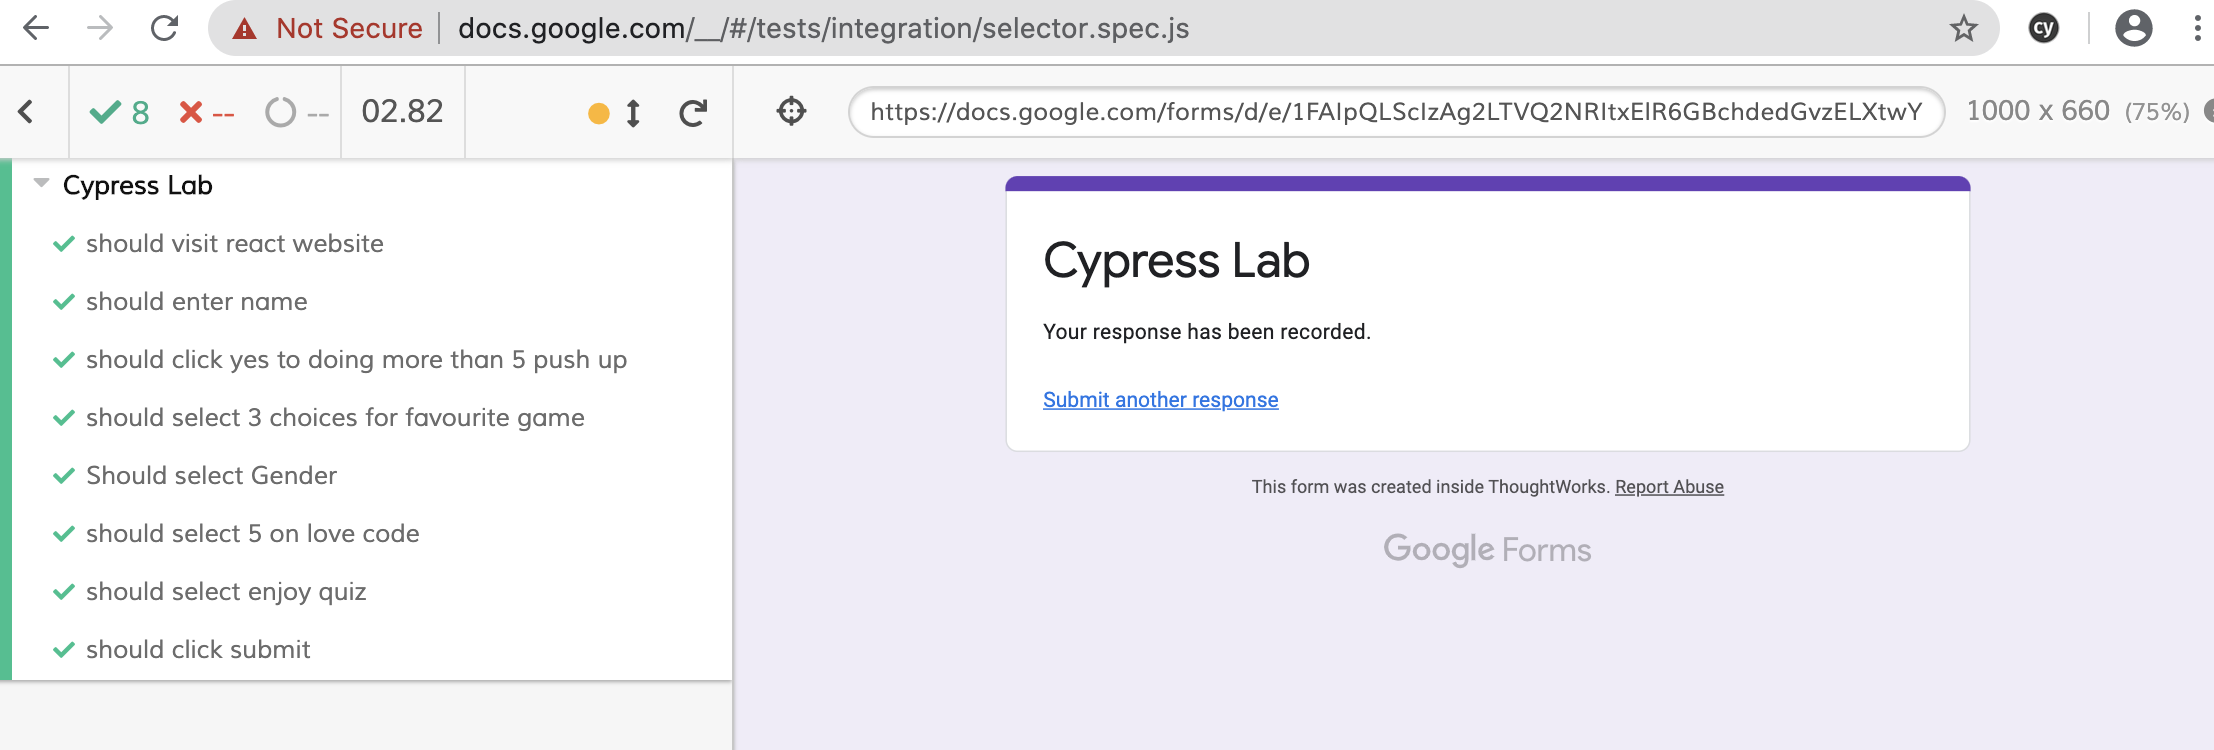 Not Secure docs.google.com/__/#/tests/integration/selector.spec.js cy
8 -- -- 02.82 https://docs.google.com/forms/d/e/1FAIpQLScIzAg2LTVQ2NRItxElR6GBchdedGvzELXtwY 1000 x 660 (75%)
Cypress Lab
should visit react website
should enter name
should click yes to doing more than 5 push up
should select 3 choices for favourite game
Should select Gender
should select 5 on love code
should select enjoy quiz
should click submit
Cypress Lab
Your response has been recorded.
Submit another response
This form was created inside ThoughtWorks. Report Abuse
Google Forms